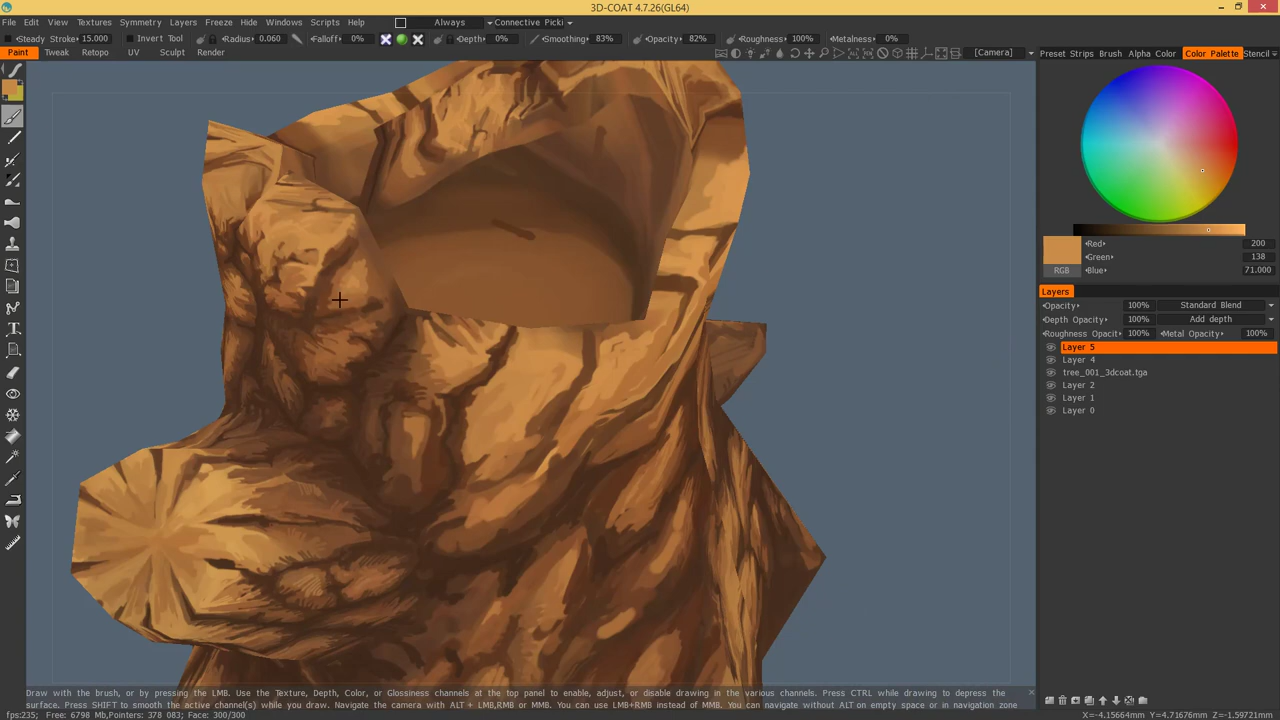 3D-COAT 4.7.26(GL64)
File Edit View Textures Symmetry Layers Freeze Hide Windows Scripts Help Always Connective Picki
Steady Stroke 15.000 Invert Tool Radius: 0.060 Falloff: 0% Depth: 0% Smoothing: 83% Opacity: 82% Roughness: 100% Metalness: 0%
Paint Tweak Retopo UV Sculpt Render [Camera] Preset Strips Brush Alpha Color Color Palette Stencil
Red 200
RGB Green 138
Blue 71.000
Layers
Opacity 100% Standard Blend
Depth Opacity 100% Add depth
Roughness Opacit 100% Metal Opacity 100%
Layer 5
Layer 4
tree_001_3dcoat.tga
Layer 2
Layer 1
Layer 0
Draw with the brush, or by pressing the LMB. Use the Texture, Depth, Color, or Glossiness channels at the top panel to enable, adjust, or disable drawing in the various channels. Press CTRL while drawing to depress the
surface. Press SHIFT to smooth the active channel(s) while you draw. Navigate the camera with ALT + LMB,RMB or MMB. You can use LMB+RMB instead of MMB. You can navigate without ALT on empty space or in navigation zone
fps:235; Free: 6798 Mb,Pointers: 378 083; Face: 300/300 X=-4.15664m Y=4.71676m Z=-1.59721m